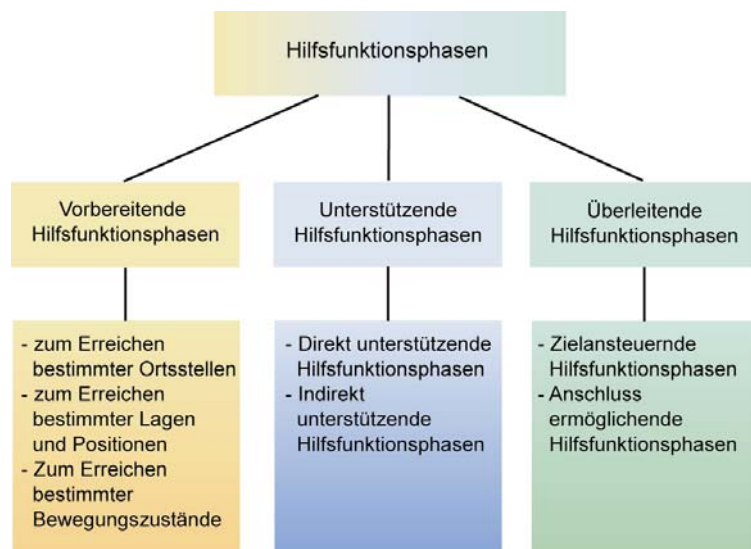 Hilfsfunktionsphasen
Vorbereitende
Hilfsfunktionsphasen
Unterstützende
Hilfsfunktionsphasen
Überleitende
Hilfsfunktionsphasen
- zum Erreichen
bestimmter Ortsstellen
- zum Erreichen
bestimmter Lagen
und Positionen
- Zum Erreichen
bestimmter
Bewegungszustände
- Direkt unterstützende
Hilfsfunktionsphasen
- Indirekt
unterstützende
Hilfsfunktionsphasen
- Zielansteuernde
Hilfsfunktionsphasen
- Anschluss
ermöglichende
Hilfsfunktionsphasen